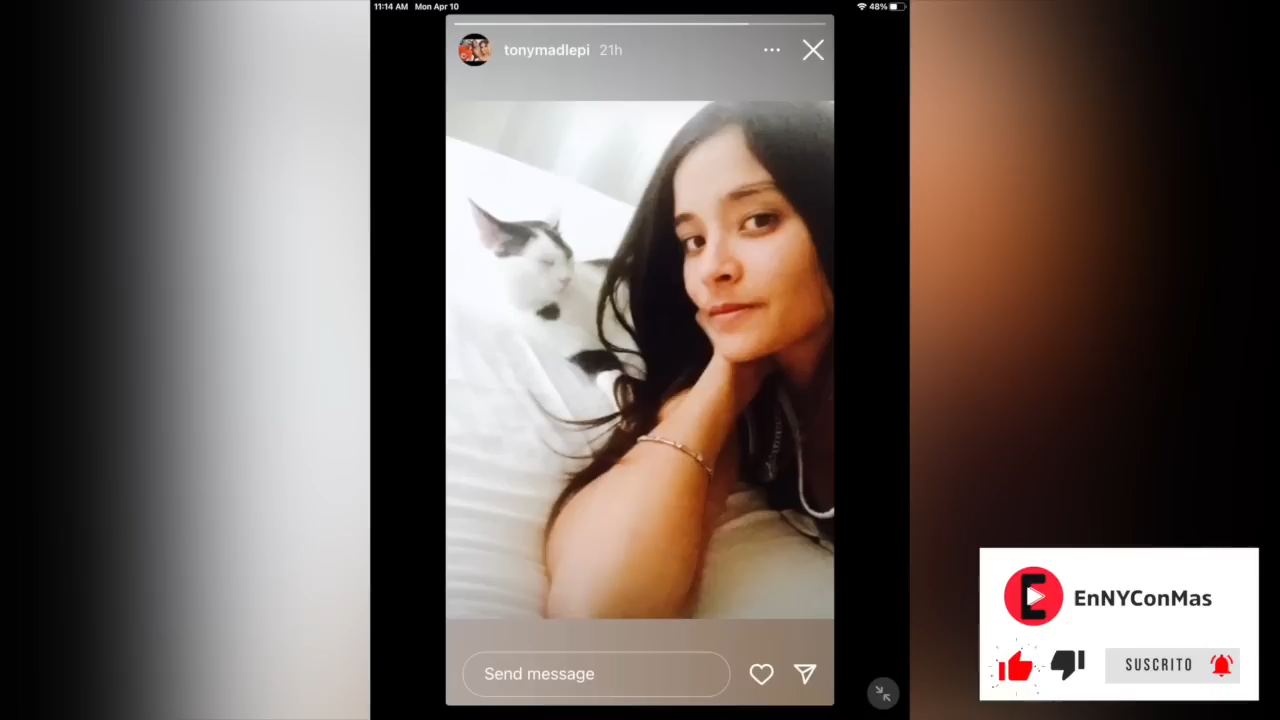 11:14 AM Mon Apr 10
48%
tonymadlepi 21h
Send message
EnNYConMas
SUSCRITO